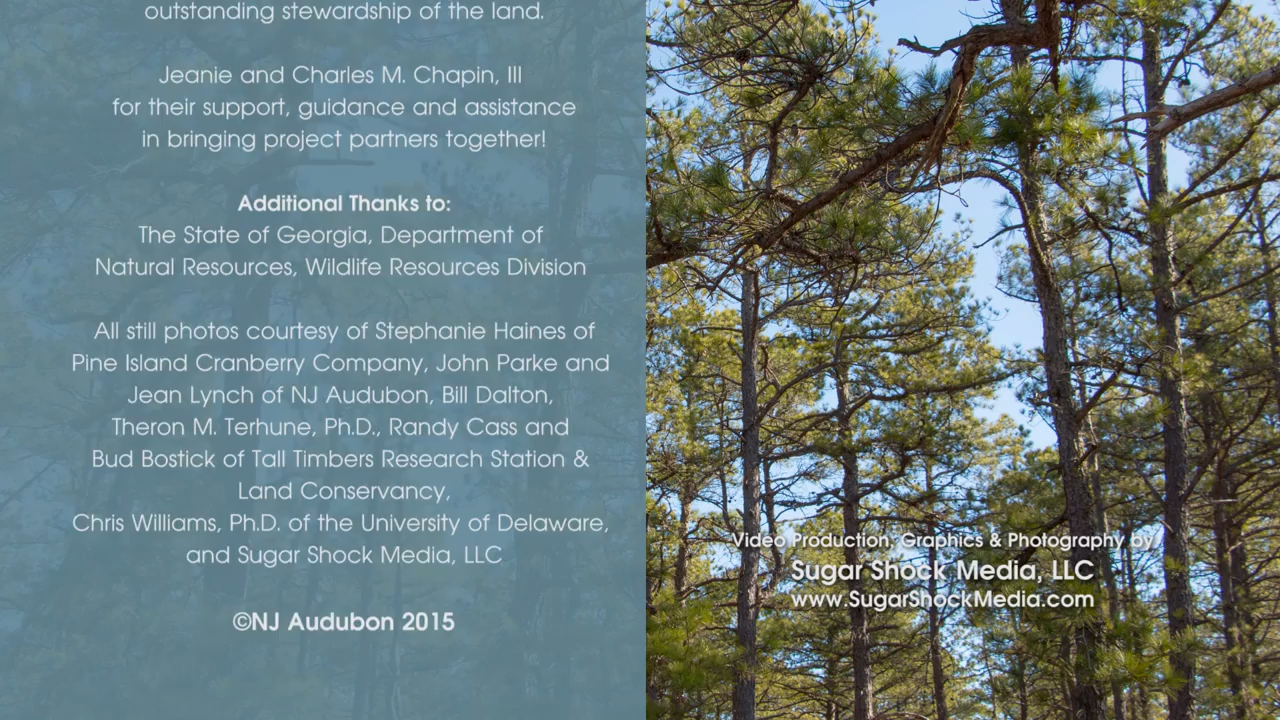 outstanding stewardship of the land.
Jeanie and Charles M. Chapin, III
for their support, guidance and assistance
in bringing project partners together!
Additional Thanks to:
The State of Georgia, Department of
Natural Resources, Wildlife Resources Division
All still photos courtesy of Stephanie Haines of
Pine Island Cranberry Company, John Parke and
Jean Lynch of NJ Audubon, Bill Dalton,
Theron M. Terhune, Ph.D., Randy Cass and
Bud Bostick of Tall Timbers Research Station &
Land Conservancy,
Chris Williams, Ph.D. of the University of Delaware,
and Sugar Shock Media, LLC
©NJ Audubon 2015
Video Production, Graphics & Photography by
Sugar Shock Media, LLC
www.SugarShockMedia.com